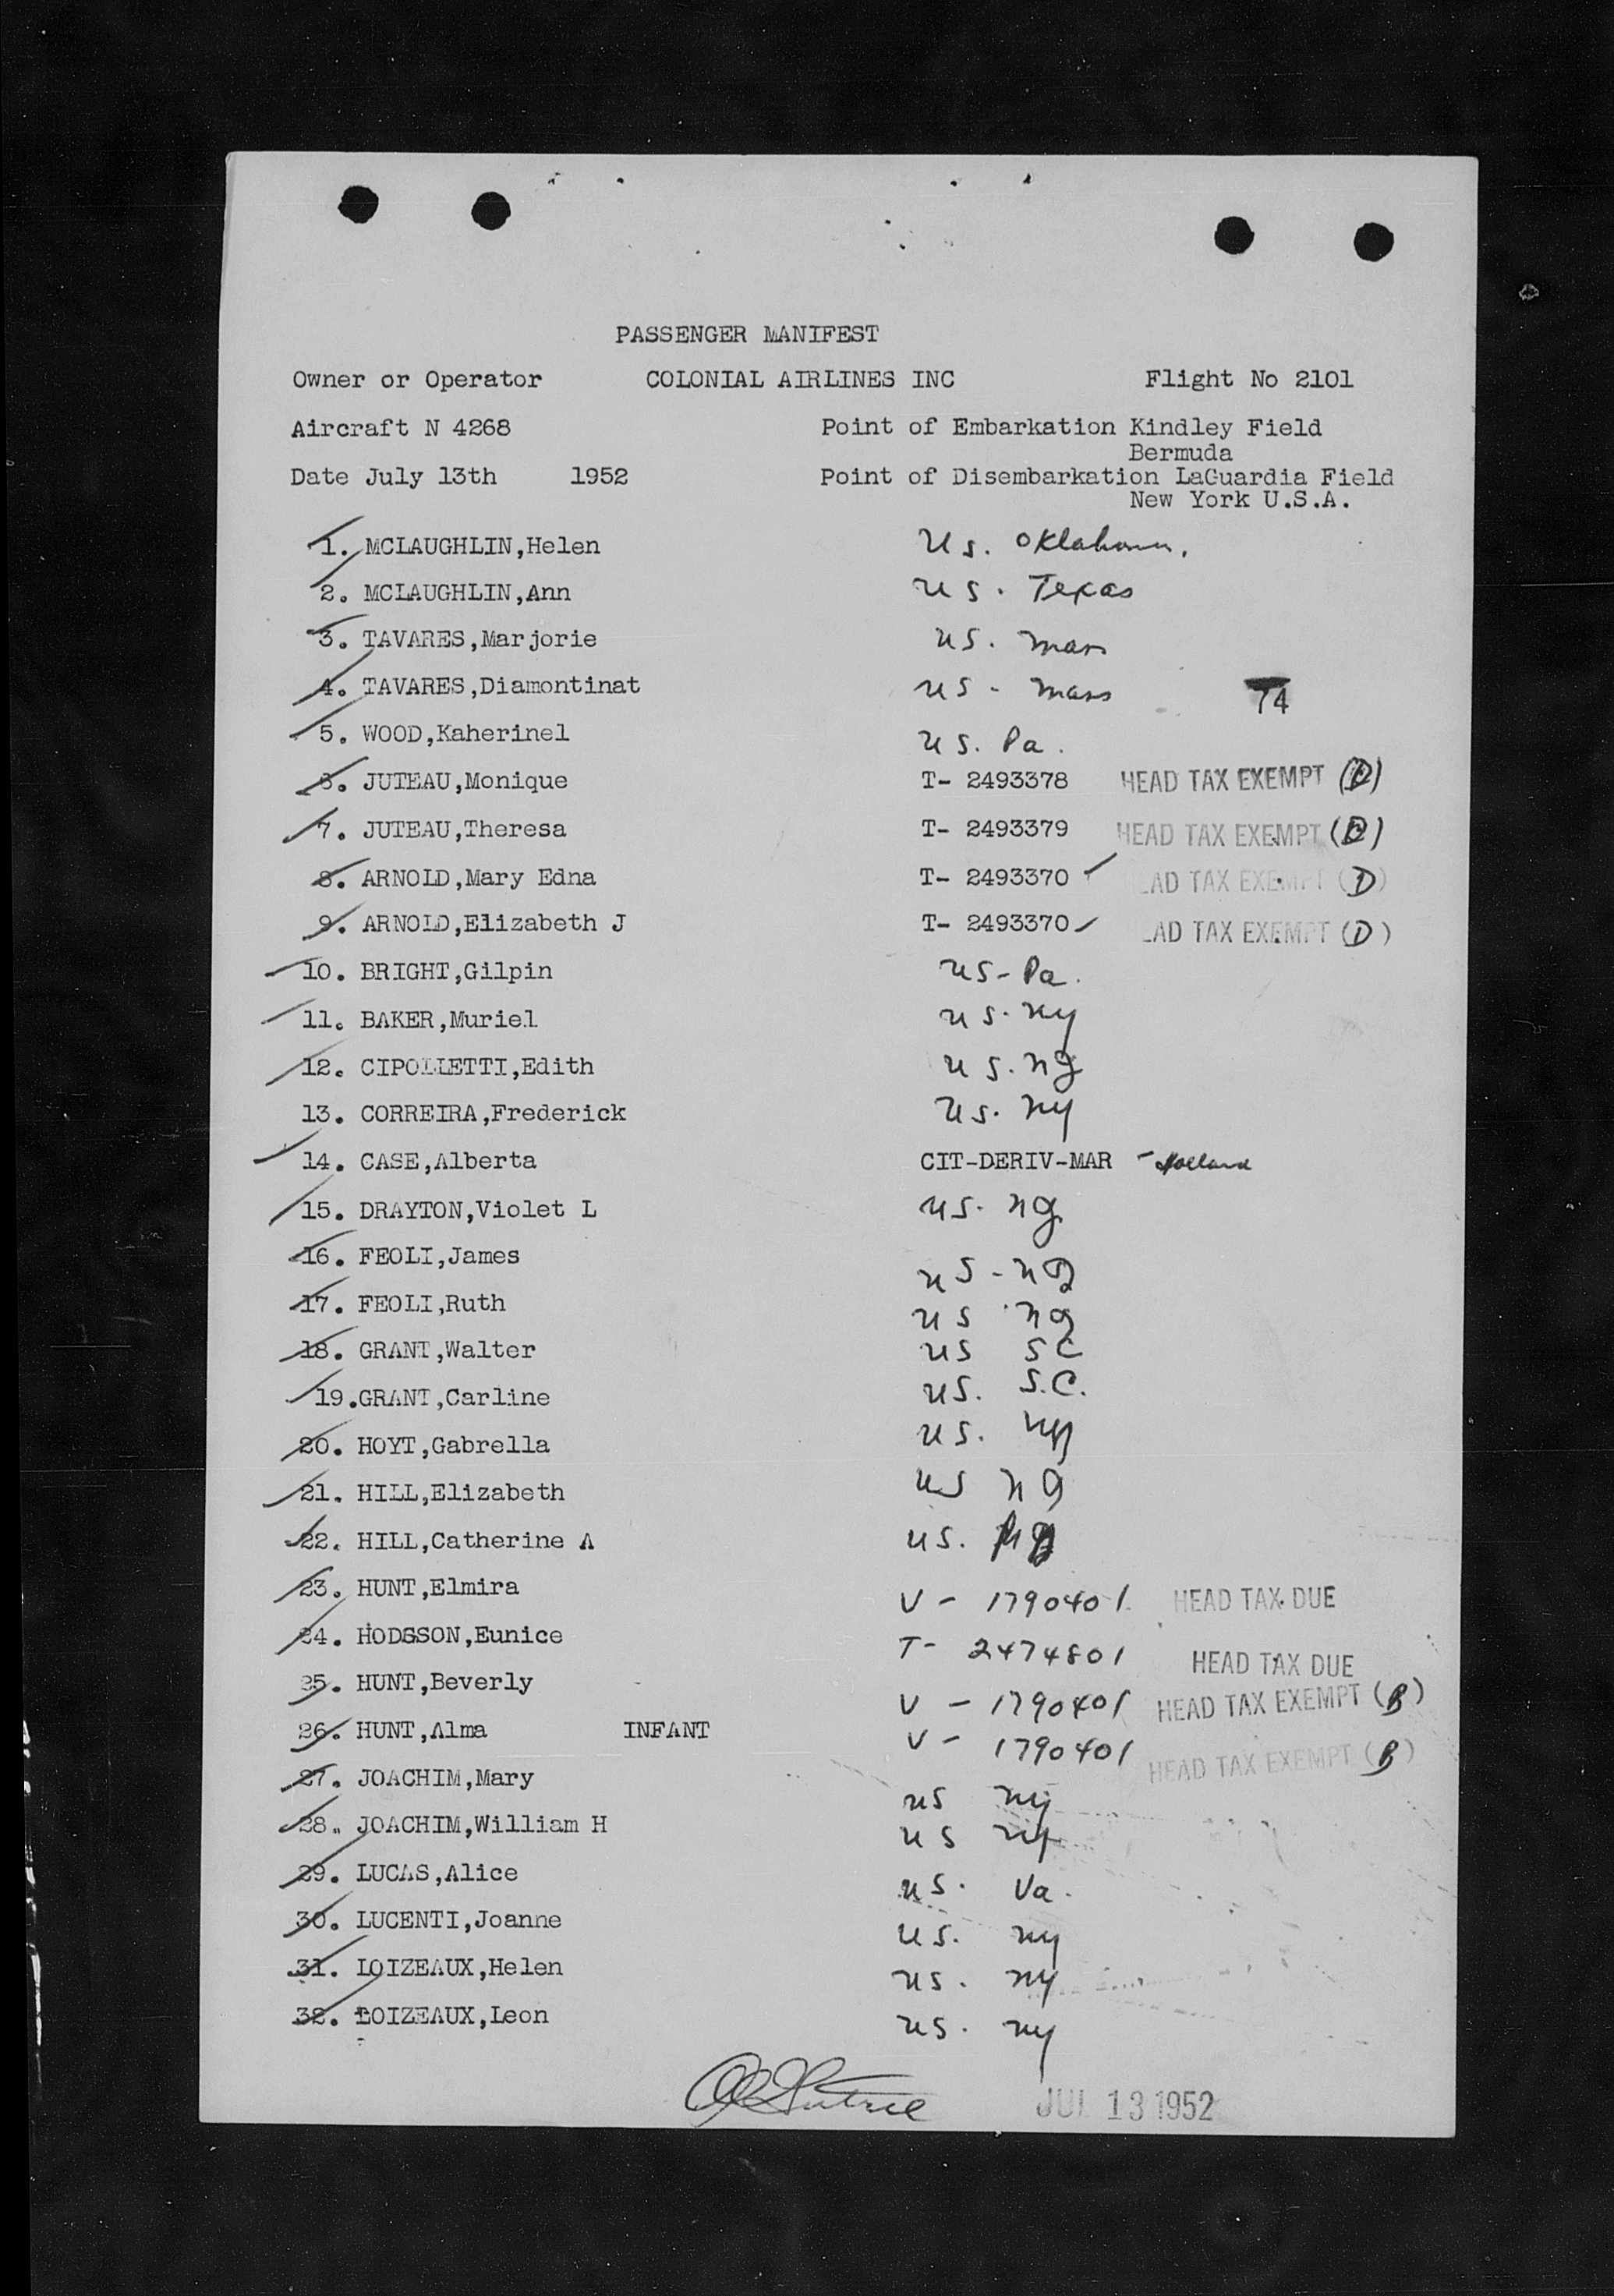 PASSENGER MANIFEST
Owner or Operator COLONIAL AIRLINES INC Flight No 2101
Aircraft N 4268 Point of Embarkation Kindley Field
Bermuda
Date July 13th 1952 Point of Disembarkation LaGuardia Field
New York U.S.A.
1. MCLAUGHLIN,Helen US. Oklahoma.
2. MCLAUGHLIN,Ann US. Texas
3. TAVARES,Marjorie US. Mass
4. TAVARES,Diamontinat US - Mass 74
5. WOOD,Kaherinel US. Pa.
6. JUTEAU,Monique T- 2493378 HEAD TAX EXEMPT (D)
7. JUTEAU,Theresa T- 2493379 HEAD TAX EXEMPT (D)
8. ARNOLD,Mary Edna T- 2493370 HEAD TAX EXEMPT (D)
9. ARNOLD,Elizabeth J T- 2493370 HEAD TAX EXEMPT (D)
10. BRIGHT,Gilpin US-Pa.
11. BAKER,Muriel US. NY
12. CIPOLLETTI,Edith US. NJ
13. CORREIRA,Frederick US. NY
14. CASE,Alberta CIT-DERIV-MAR - Holland
15. DRAYTON,Violet L US. NJ
16. FEOLI,James US - NJ
17. FEOLI,Ruth US NJ
18. GRANT,Walter US SC
19.GRANT,Carline US. S.C.
20. HOYT,Gabrella US. NY
21. HILL,Elizabeth US NJ
22. HILL,Catherine A US.
23. HUNT,Elmira V - 1790401 HEAD TAX DUE
24. HODGSON,Eunice T- 2474801 HEAD TAX DUE
25. HUNT,Beverly V - 1790401 HEAD TAX EXEMPT (B)
26. HUNT,Alma INFANT V - 1790401 HEAD TAX EXEMPT (B)
27. JOACHIM,Mary US NY
28. JOACHIM,William H US NY
29. LUCAS,Alice US. Va.
30. LUCENTI,Joanne US. NY
31. LOIZEAUX,Helen US. NY
32. LOIZEAUX,Leon US. NY
JUL 13 1952